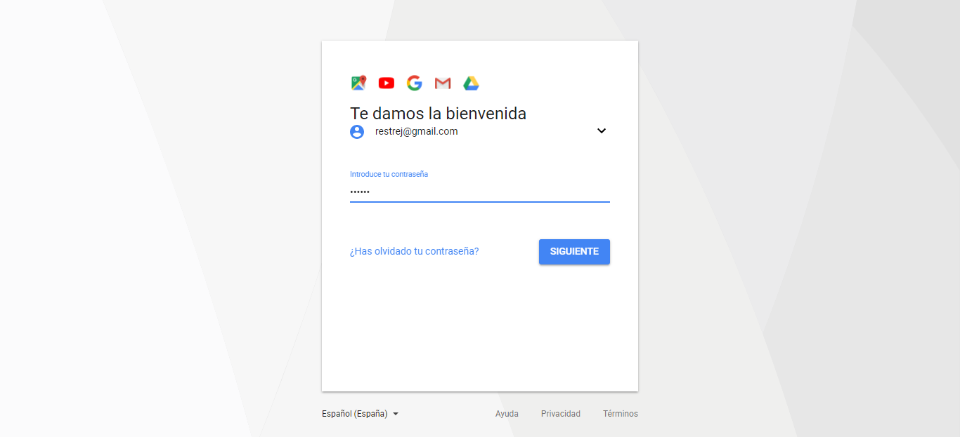 Te damos la bienvenida
restrej@gmail.com
Introduce tu contraseña
••••••
¿Has olvidado tu contraseña?
SIGUIENTE
Español (España)
Ayuda
Privacidad
Términos